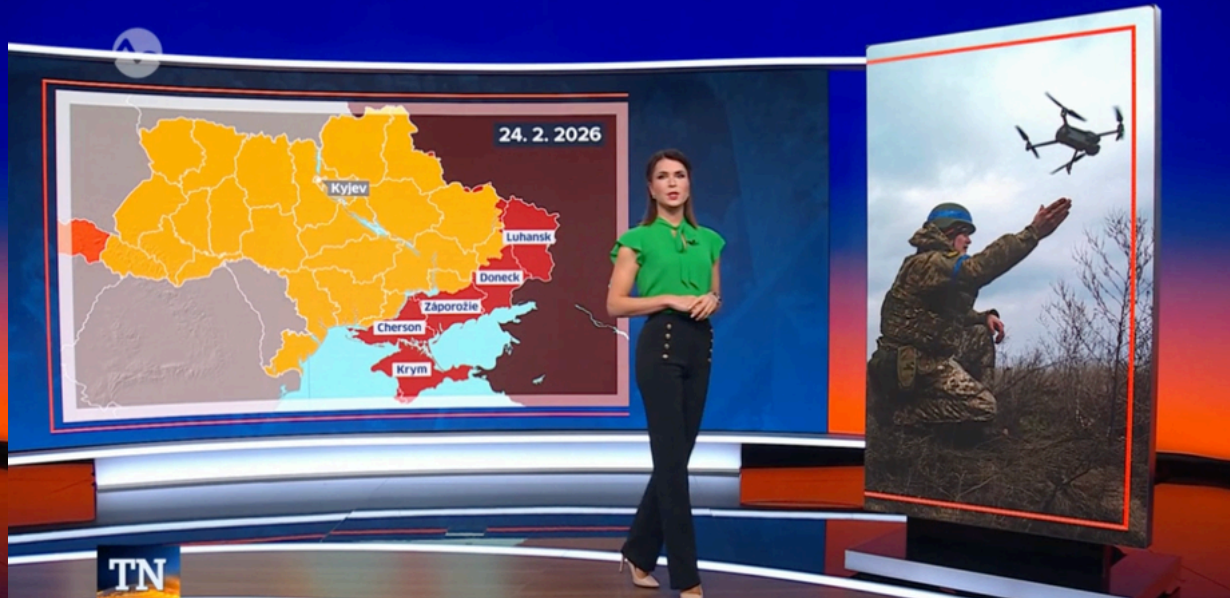 24. 2. 2026
Kyjev
Luhansk
Doneck
Záporožie
Cherson
Krym
TN